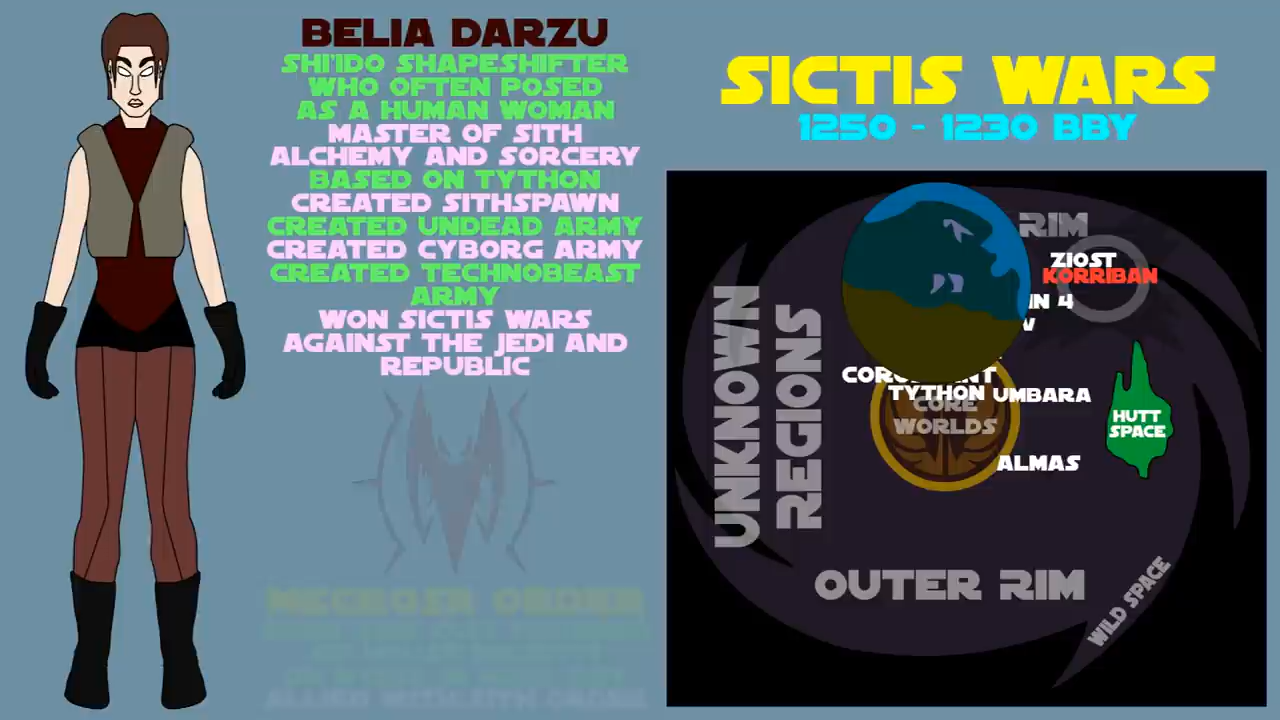 BELIA DARZU
SHI'IDO SHAPESHIFTER
WHO OFTEN POSED
AS A HUMAN WOMAN
MASTER OF SITH
ALCHEMY AND SORCERY
BASED ON TYTHON
CREATED SITHSPAWN
CREATED UNDEAD ARMY
CREATED CYBORG ARMY
CREATED TECHNOBEAST
ARMY
WON SICTIS WARS
AGAINST THE JEDI AND
REPUBLIC
SICTIS WARS
1250 - 1230 BBY
RIM
ZIOST
KORRIBAN
UNKNOWN
REGIONS
TYTHON
UMBARA
CORE
WORLDS
HUTT
SPACE
ALMAS
OUTER RIM
WILD SPACE